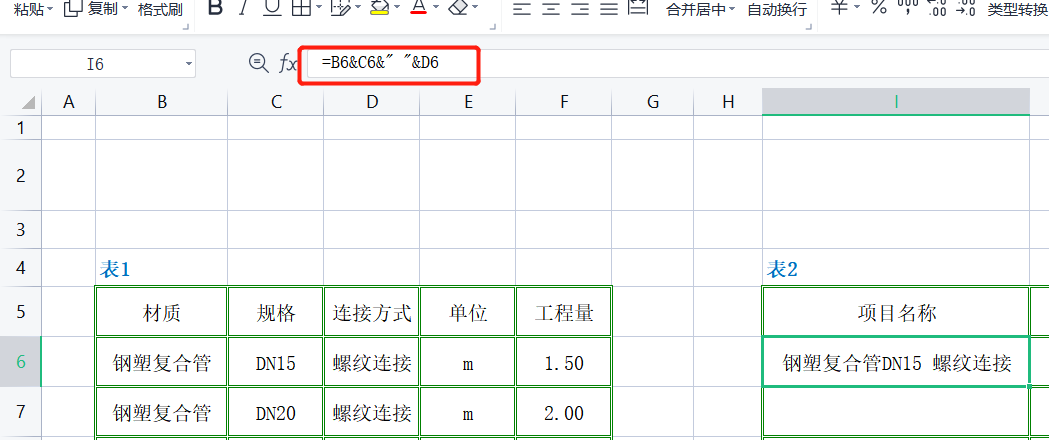 粘贴 复制 格式刷 B I U A 合并居中 自动换行 ¥ % 类型转换
I6 fx =B6&C6&" "&D6
A B C D E F G H I
1
2
3
4 表1 表2
5 材质 规格 连接方式 单位 工程量 项目名称
6 钢塑复合管 DN15 螺纹连接 m 1.50 钢塑复合管DN15 螺纹连接
7 钢塑复合管 DN20 螺纹连接 m 2.00